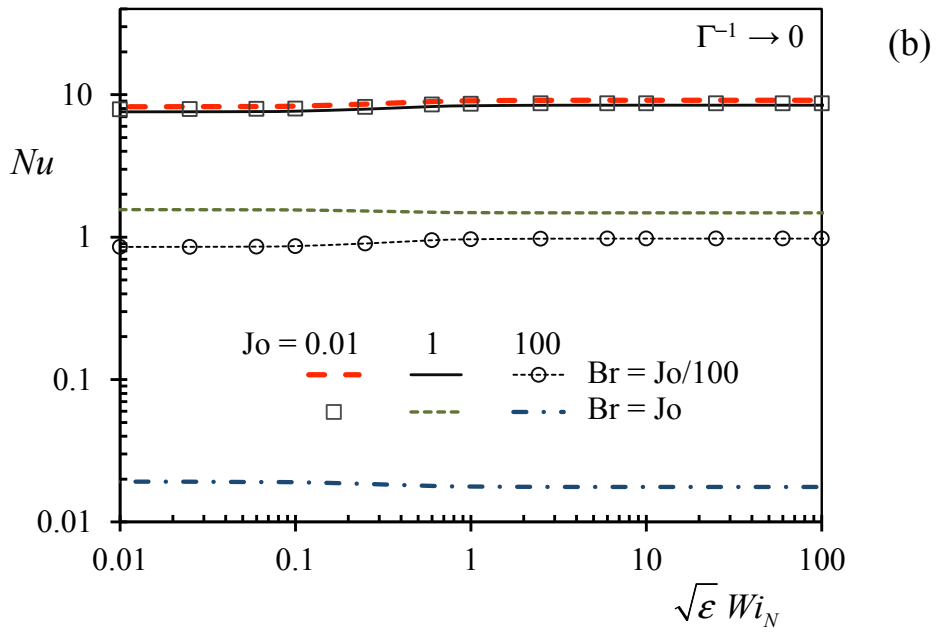 Γ⁻¹ → 0
(b)
10
Nu
1
0.1
0.01
Jo = 0.01 1 100
Br = Jo/100
Br = Jo
0.01 0.1 1 10 100
√ε Wi_N